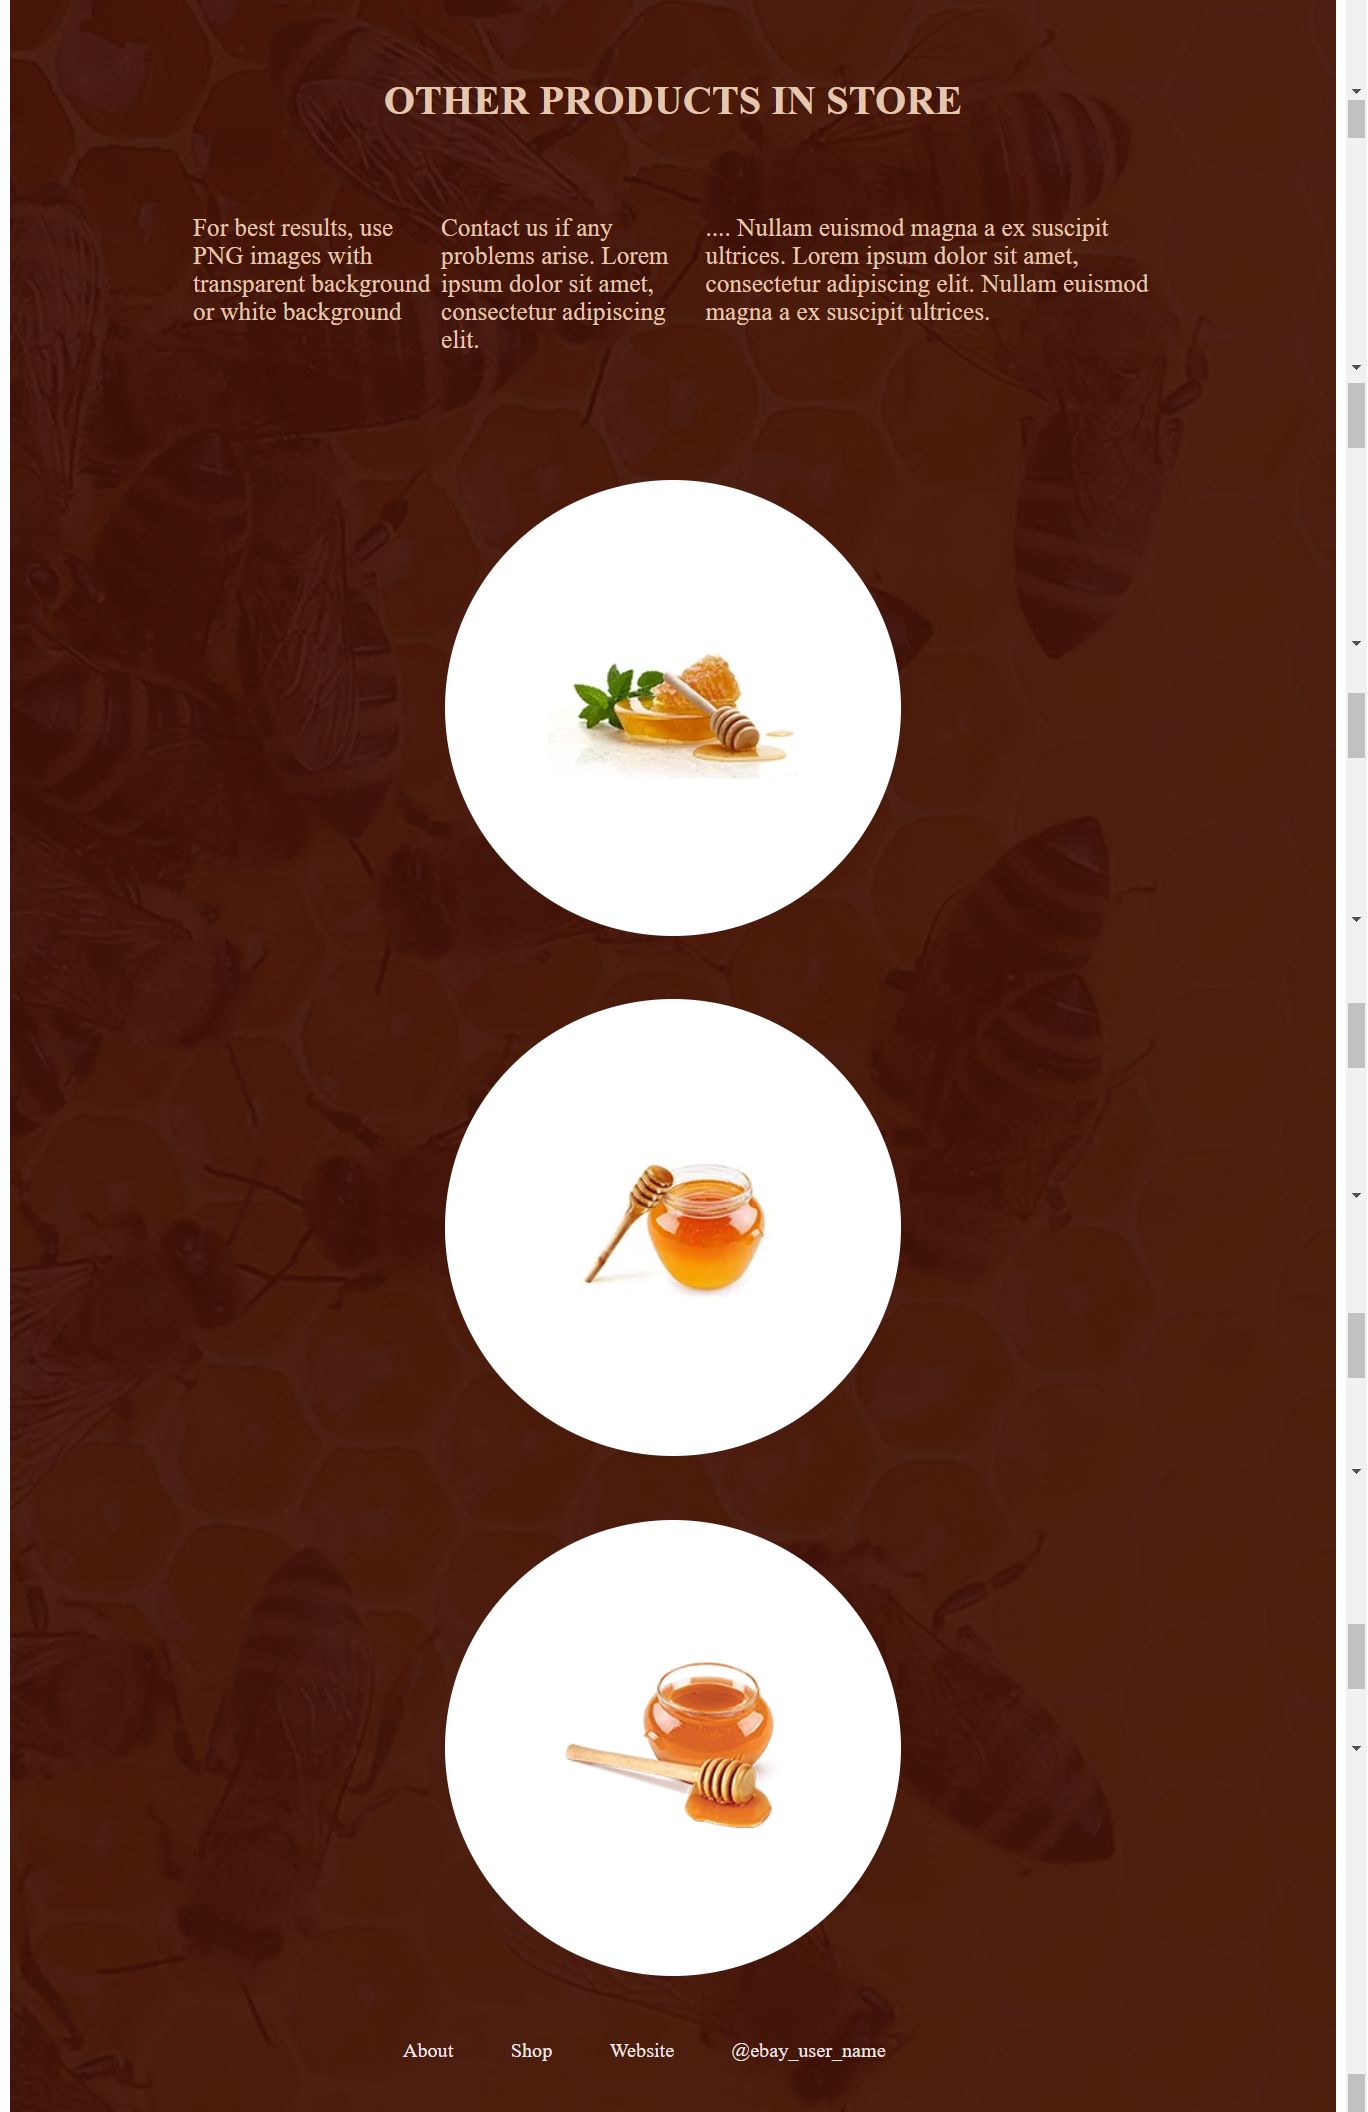 OTHER PRODUCTS IN STORE
For best results, use
PNG images with
transparent background
or white background
Contact us if any
problems arise. Lorem
ipsum dolor sit amet,
consectetur adipiscing
elit.
.... Nullam euismod magna a ex suscipit
ultrices. Lorem ipsum dolor sit amet,
consectetur adipiscing elit. Nullam euismod
magna a ex suscipit ultrices.
About Shop Website @ebay_user_name